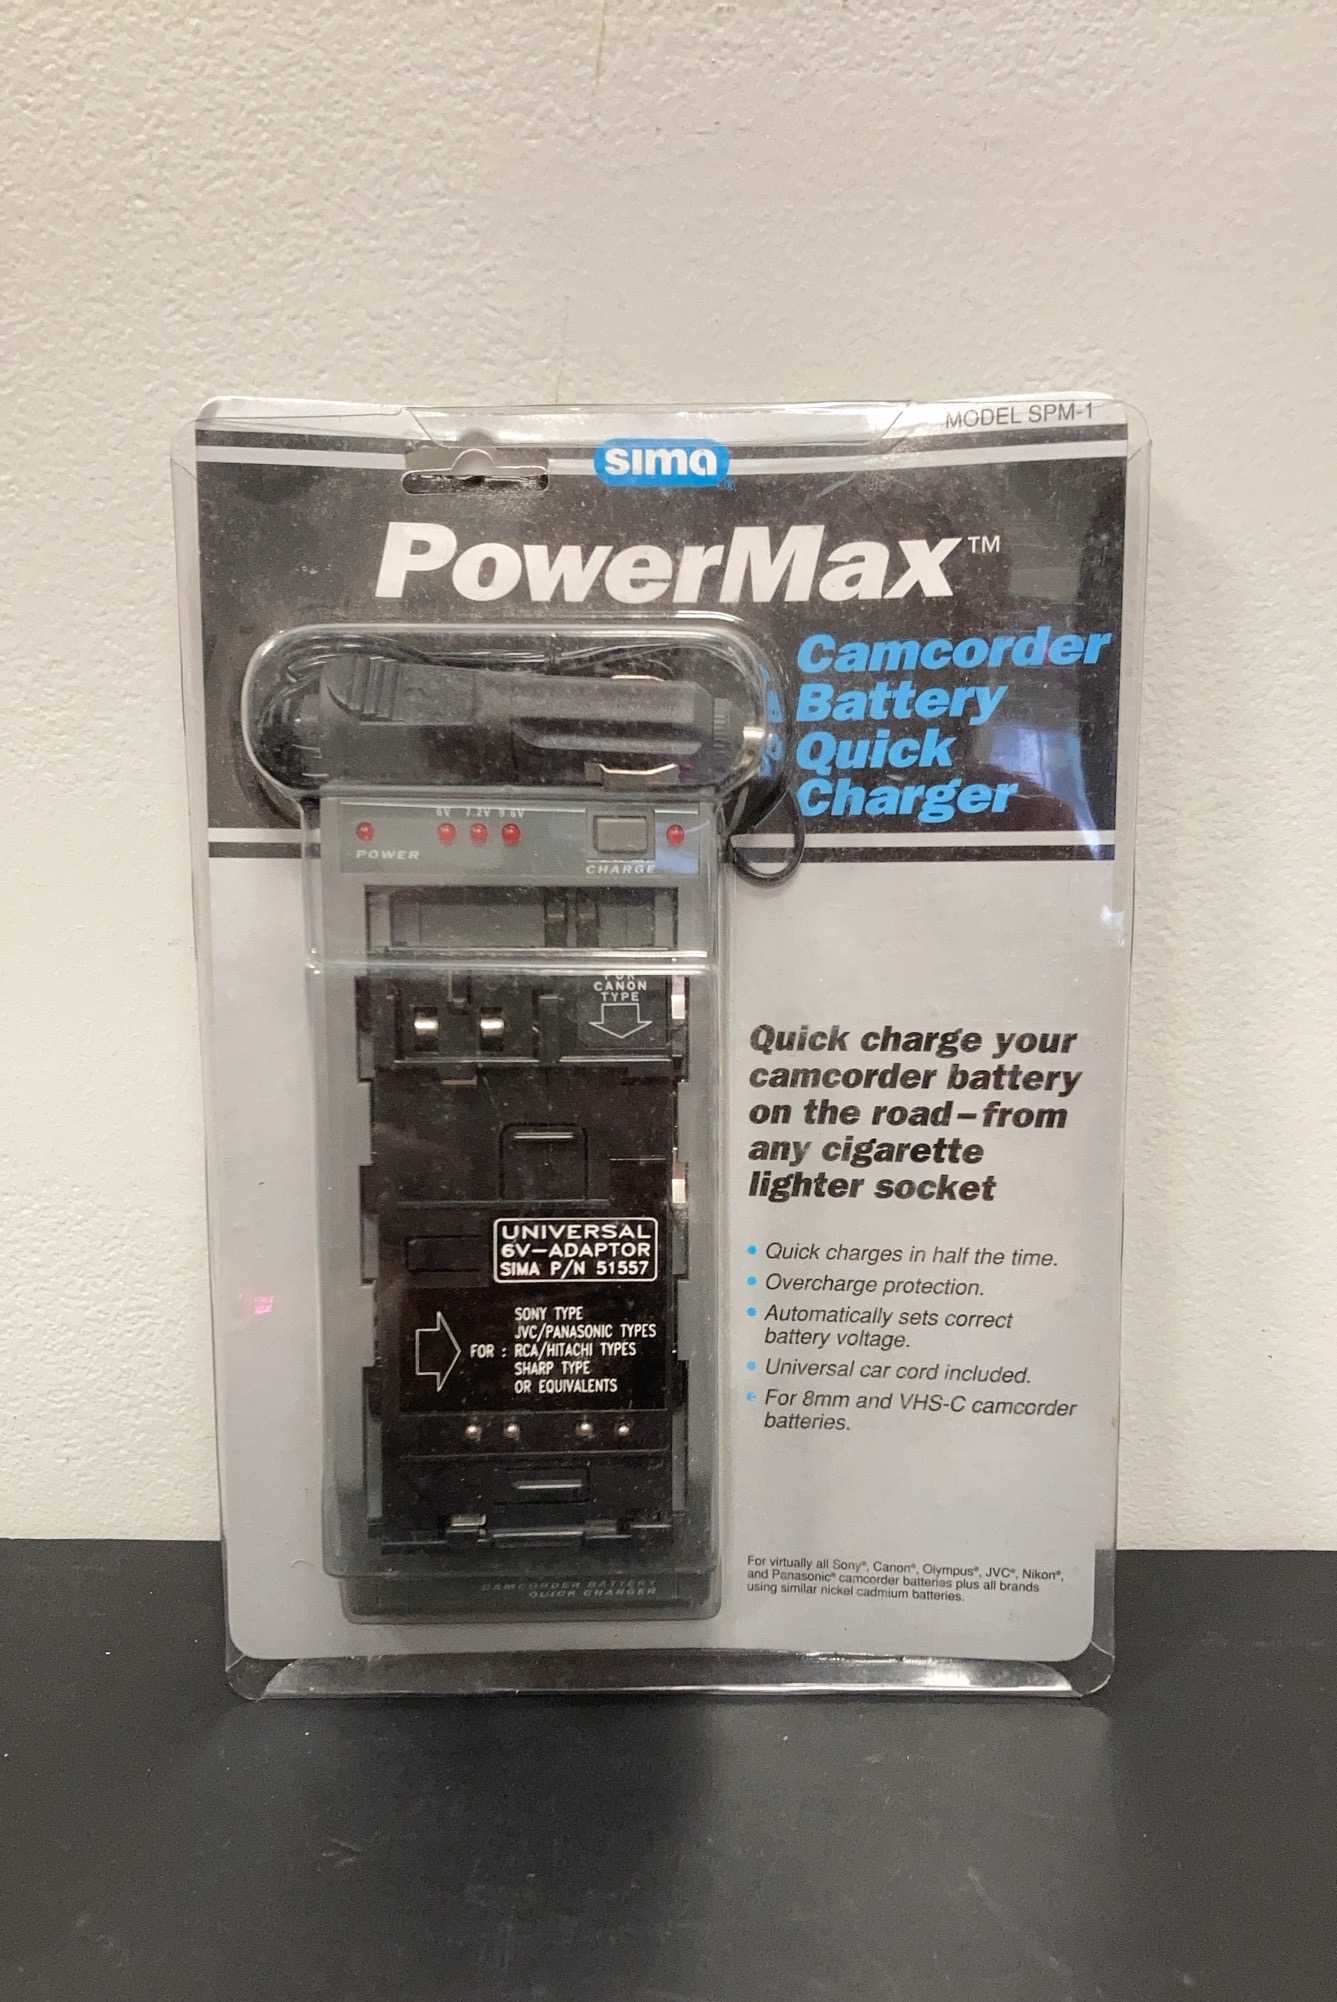 MODEL SPM-1
sima®
PowerMax™
Camcorder
Battery
Quick
Charger
6V 7.2V 9.6V
POWER
CHARGE
FOR
CANON
TYPE
Quick charge your
camcorder battery
on the road–from
any cigarette
lighter socket
UNIVERSAL
6V–ADAPTOR
SIMA P/N 51557
• Quick charges in half the time.
• Overcharge protection.
• Automatically sets correct
battery voltage.
• Universal car cord included.
• For 8mm and VHS-C camcorder
batteries.
SONY TYPE
JVC/PANASONIC TYPES
FOR : RCA/HITACHI TYPES
SHARP TYPE
OR EQUIVALENTS
For virtually all Sony®, Canon®, Olympus®, JVC®, Nikon®,
and Panasonic® camcorder batteries plus all brands
using similar nickel cadmium batteries.
CAMCORDER BATTERY
QUICK CHARGER